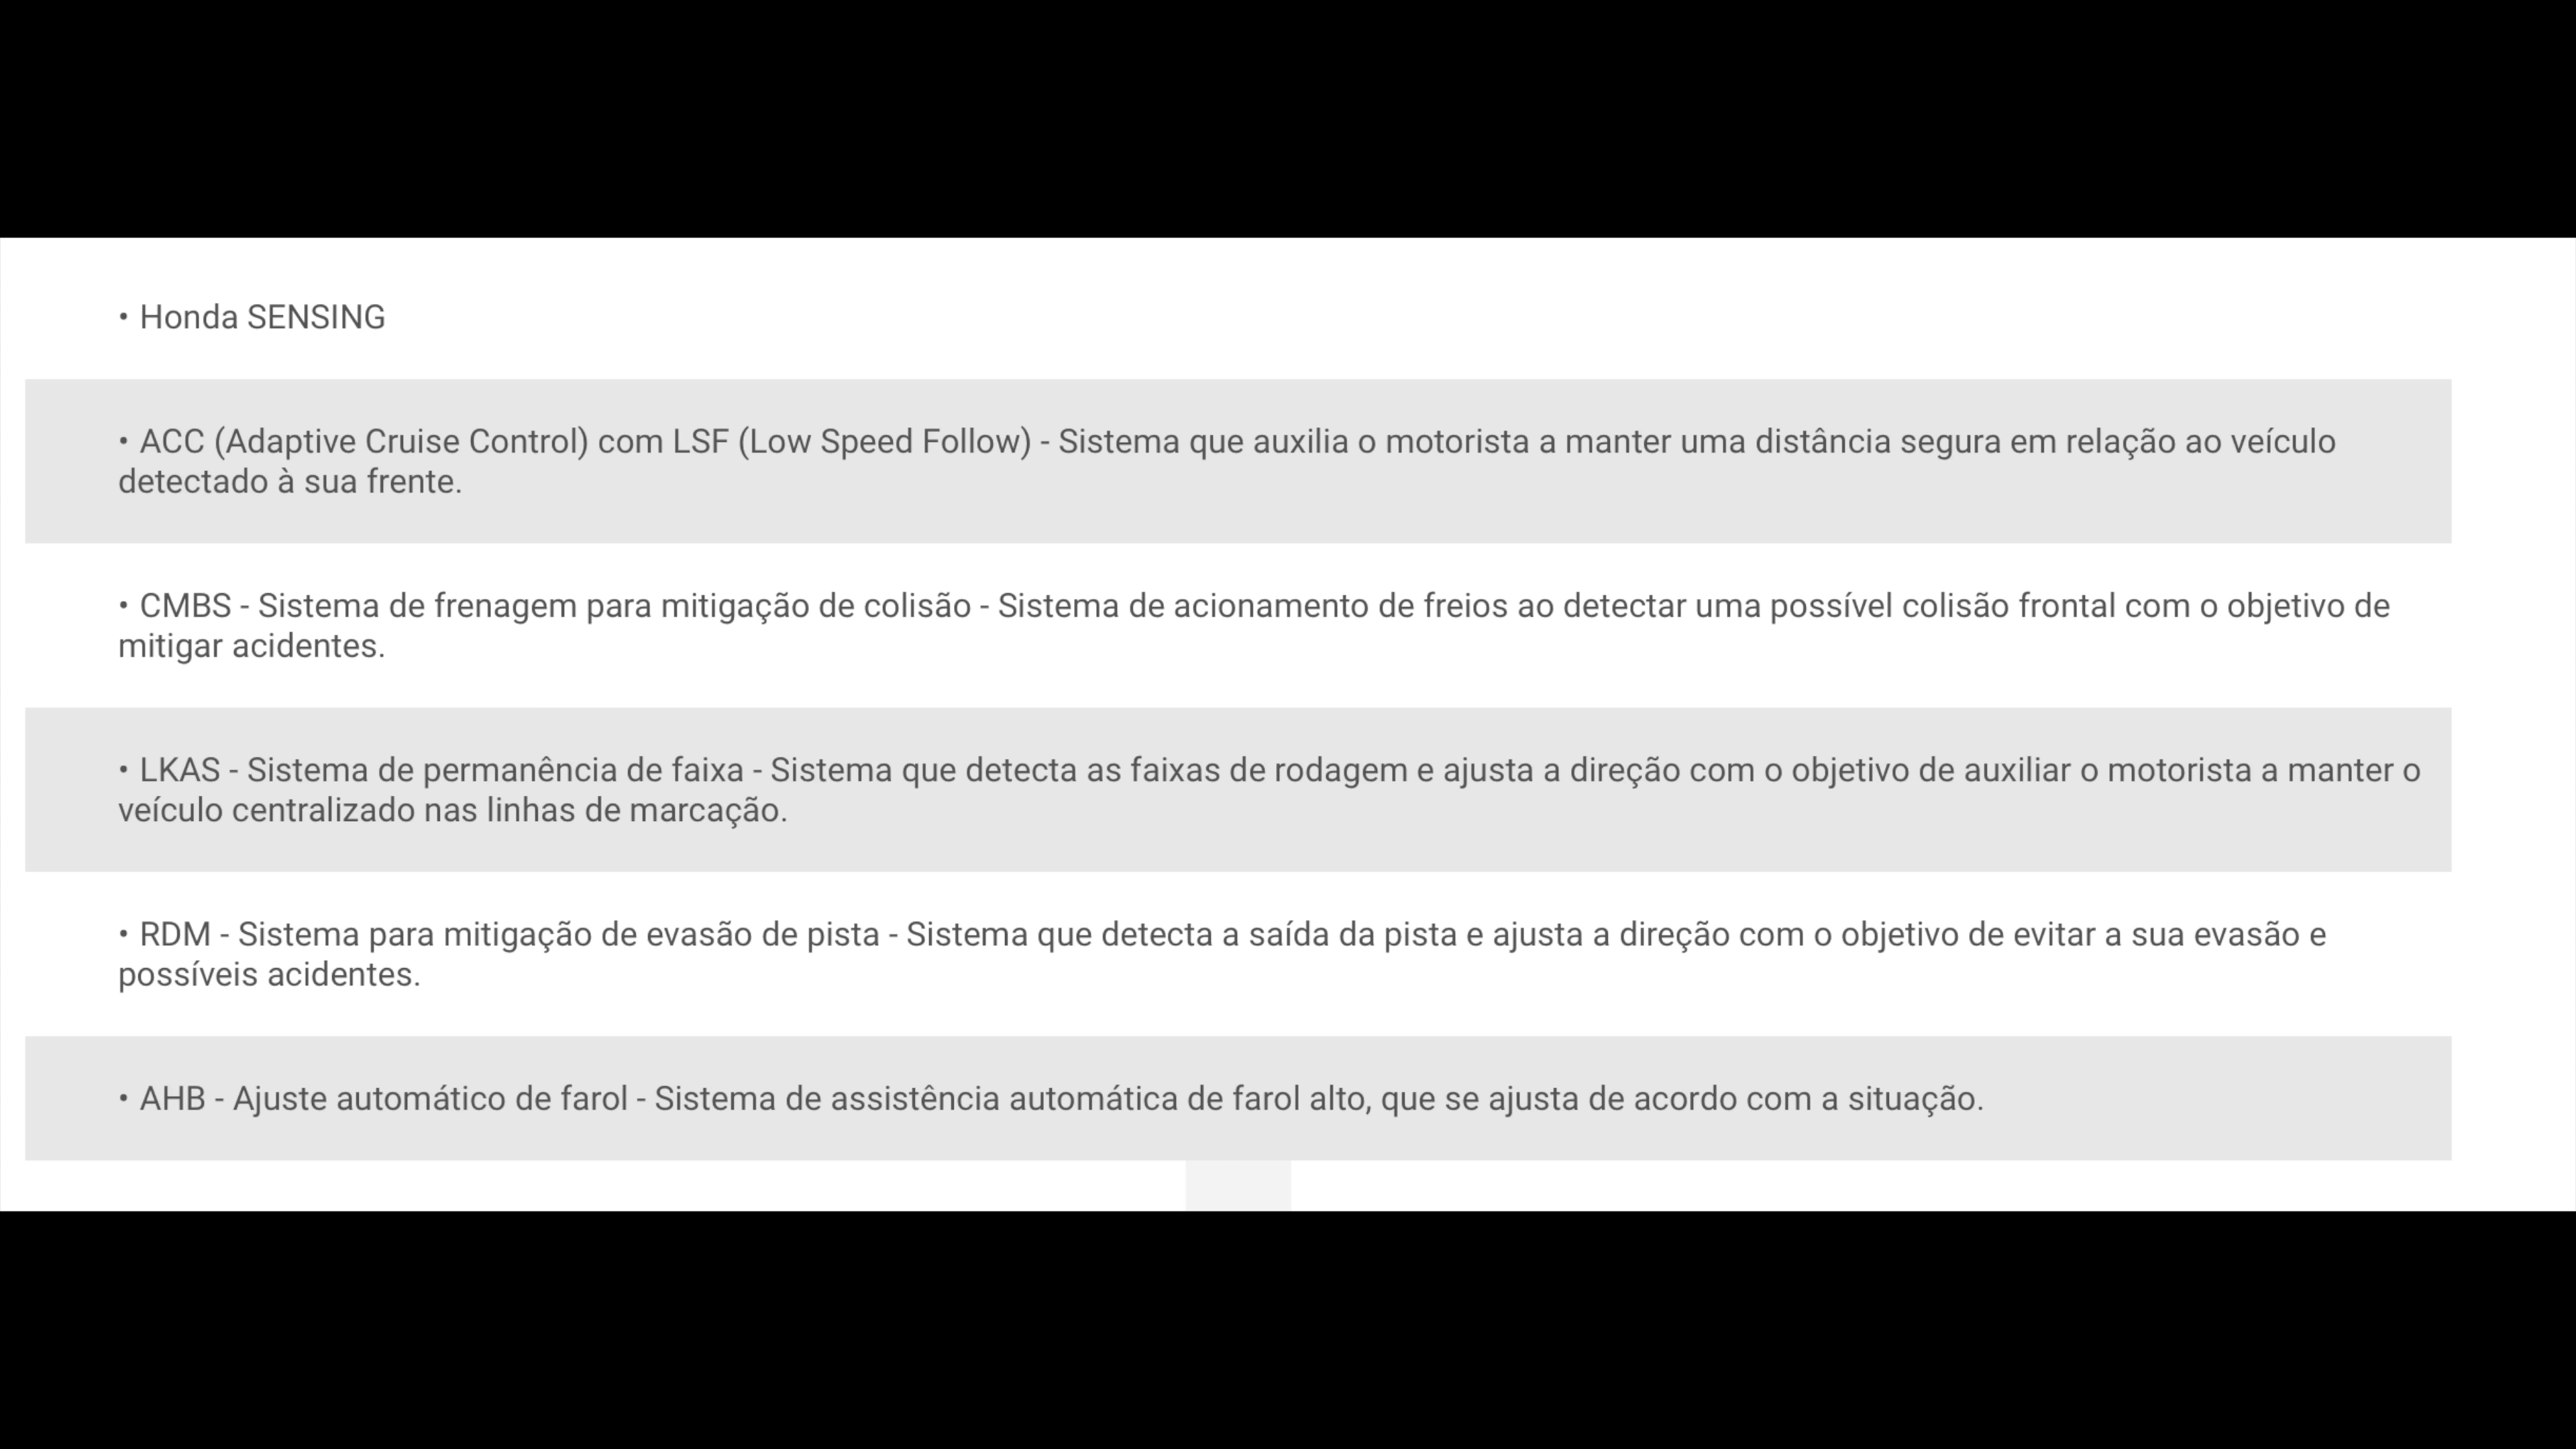 • Honda SENSING
• ACC (Adaptive Cruise Control) com LSF (Low Speed Follow) - Sistema que auxilia o motorista a manter uma distância segura em relação ao veículo
detectado à sua frente.
• CMBS - Sistema de frenagem para mitigação de colisão - Sistema de acionamento de freios ao detectar uma possível colisão frontal com o objetivo de
mitigar acidentes.
• LKAS - Sistema de permanência de faixa - Sistema que detecta as faixas de rodagem e ajusta a direção com o objetivo de auxiliar o motorista a manter o
veículo centralizado nas linhas de marcação.
• RDM - Sistema para mitigação de evasão de pista - Sistema que detecta a saída da pista e ajusta a direção com o objetivo de evitar a sua evasão e
possíveis acidentes.
• AHB - Ajuste automático de farol - Sistema de assistência automática de farol alto, que se ajusta de acordo com a situação.